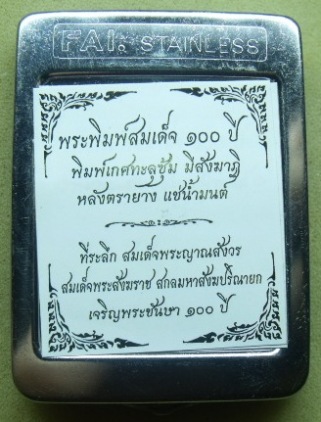 FAI. STAINLESS
พระพิมพ์สมเด็จ ๑๐๐ ปี
พิมพ์เกศทะลุซุ้ม มีสังฆาฏิ
หลังตรายาง แช่น้ำมนต์
ที่ระลึก สมเด็จพระญาณสังวร
สมเด็จพระสังฆราช สกลมหาสังฆปริณายก
เจริญพระชันษา ๑๐๐ ปี